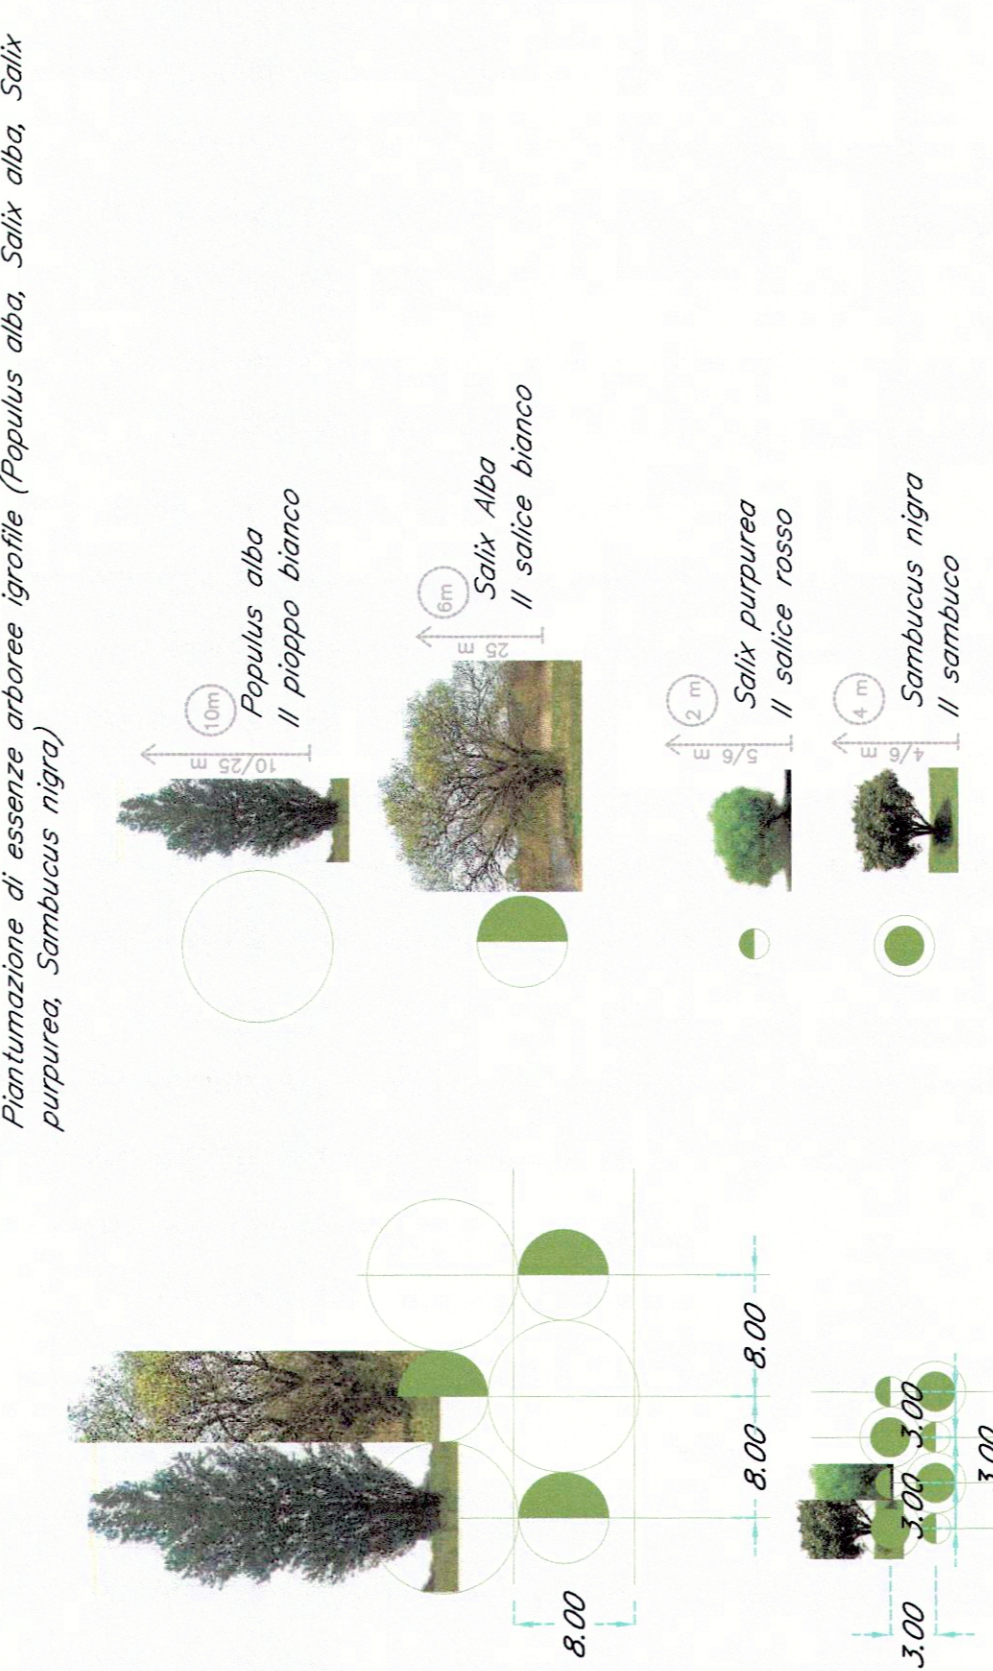 Piantumazione di essenze arboree igrofile (Populus alba, Salix alba, Salix
purpurea, Sambucus nigra)
10/25 m
10m
Populus alba
Il pioppo bianco
25 m
6m
Salix Alba
Il salice bianco
5/6 m
2 m
Salix purpurea
Il salice rosso
4/6 m
4 m
Sambucus nigra
Il sambuco
8.00
8.00
8.00
3.00
3.00
3.00
3.00